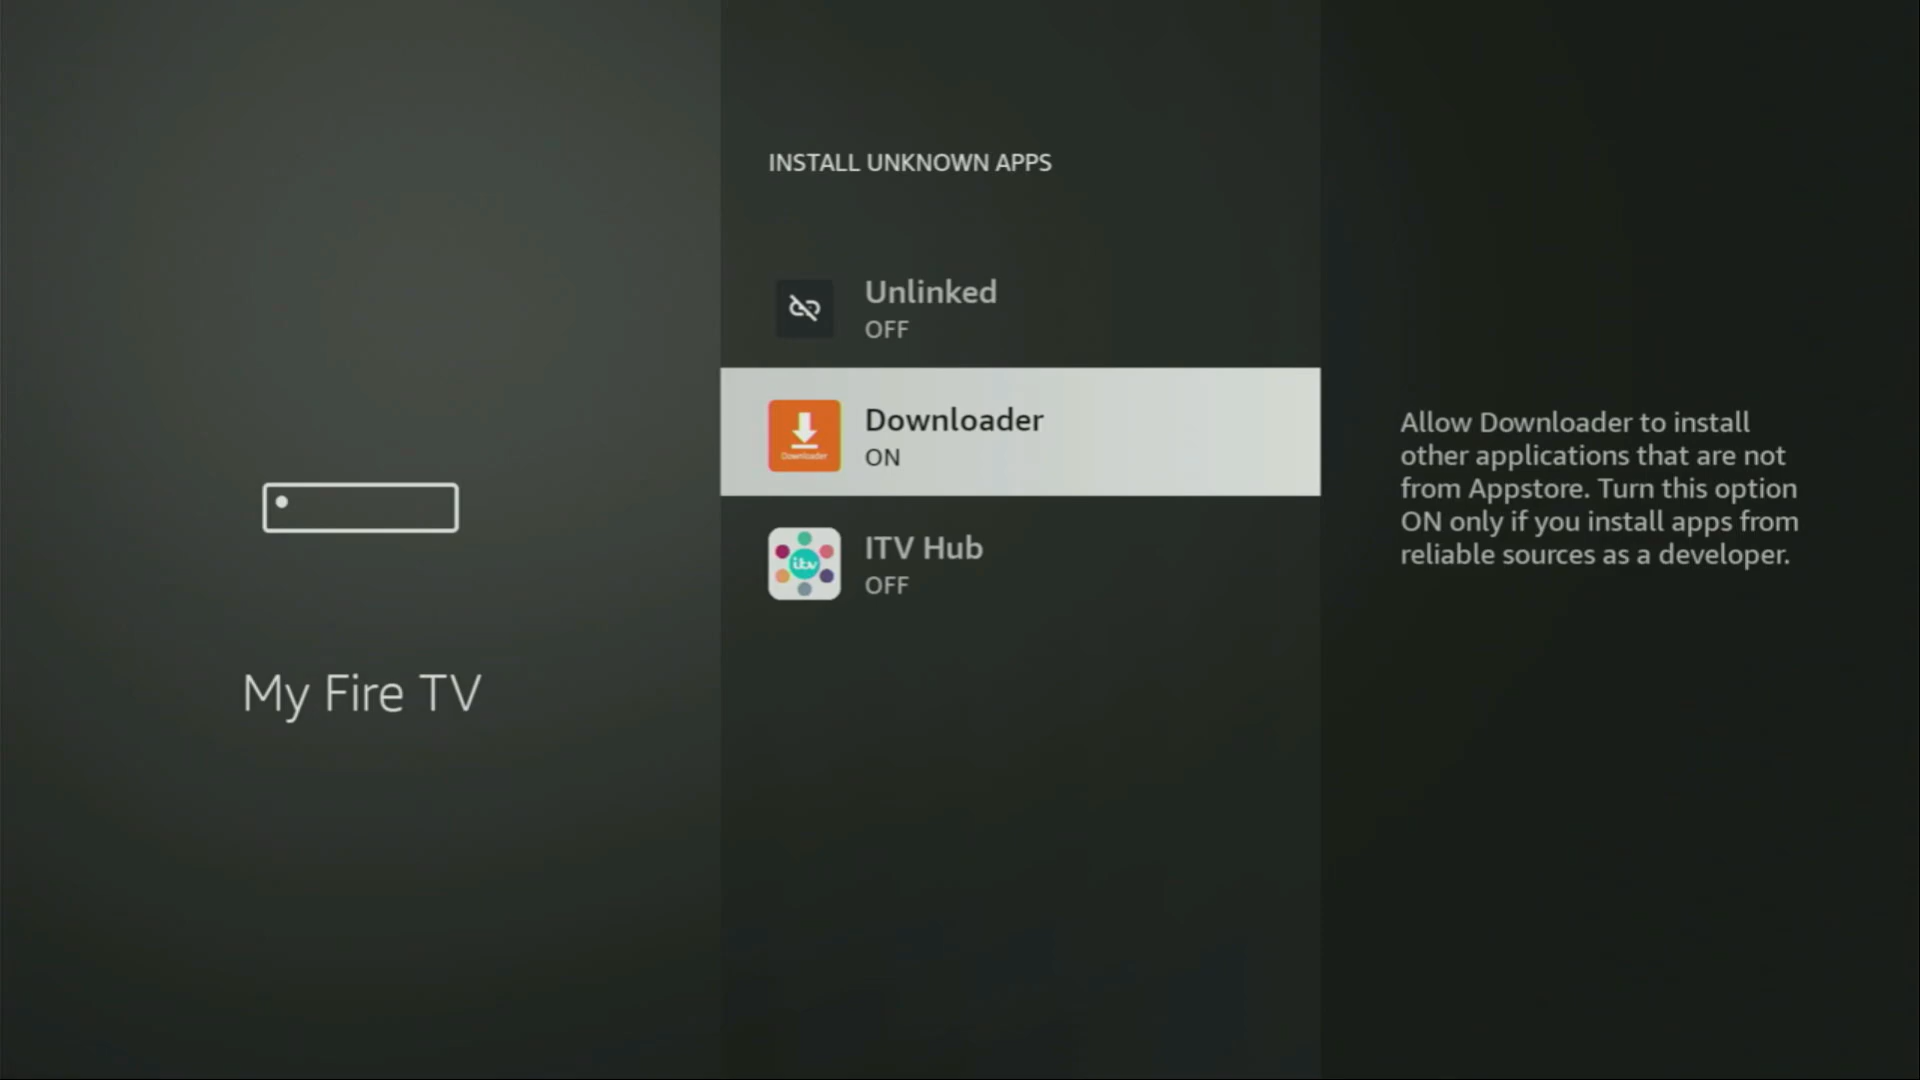 INSTALL UNKNOWN APPS
Unlinked
OFF
Downloader
ON
Downloader
ITV Hub
OFF
itv
My Fire TV
Allow Downloader to install
other applications that are not
from Appstore. Turn this option
ON only if you install apps from
reliable sources as a developer.